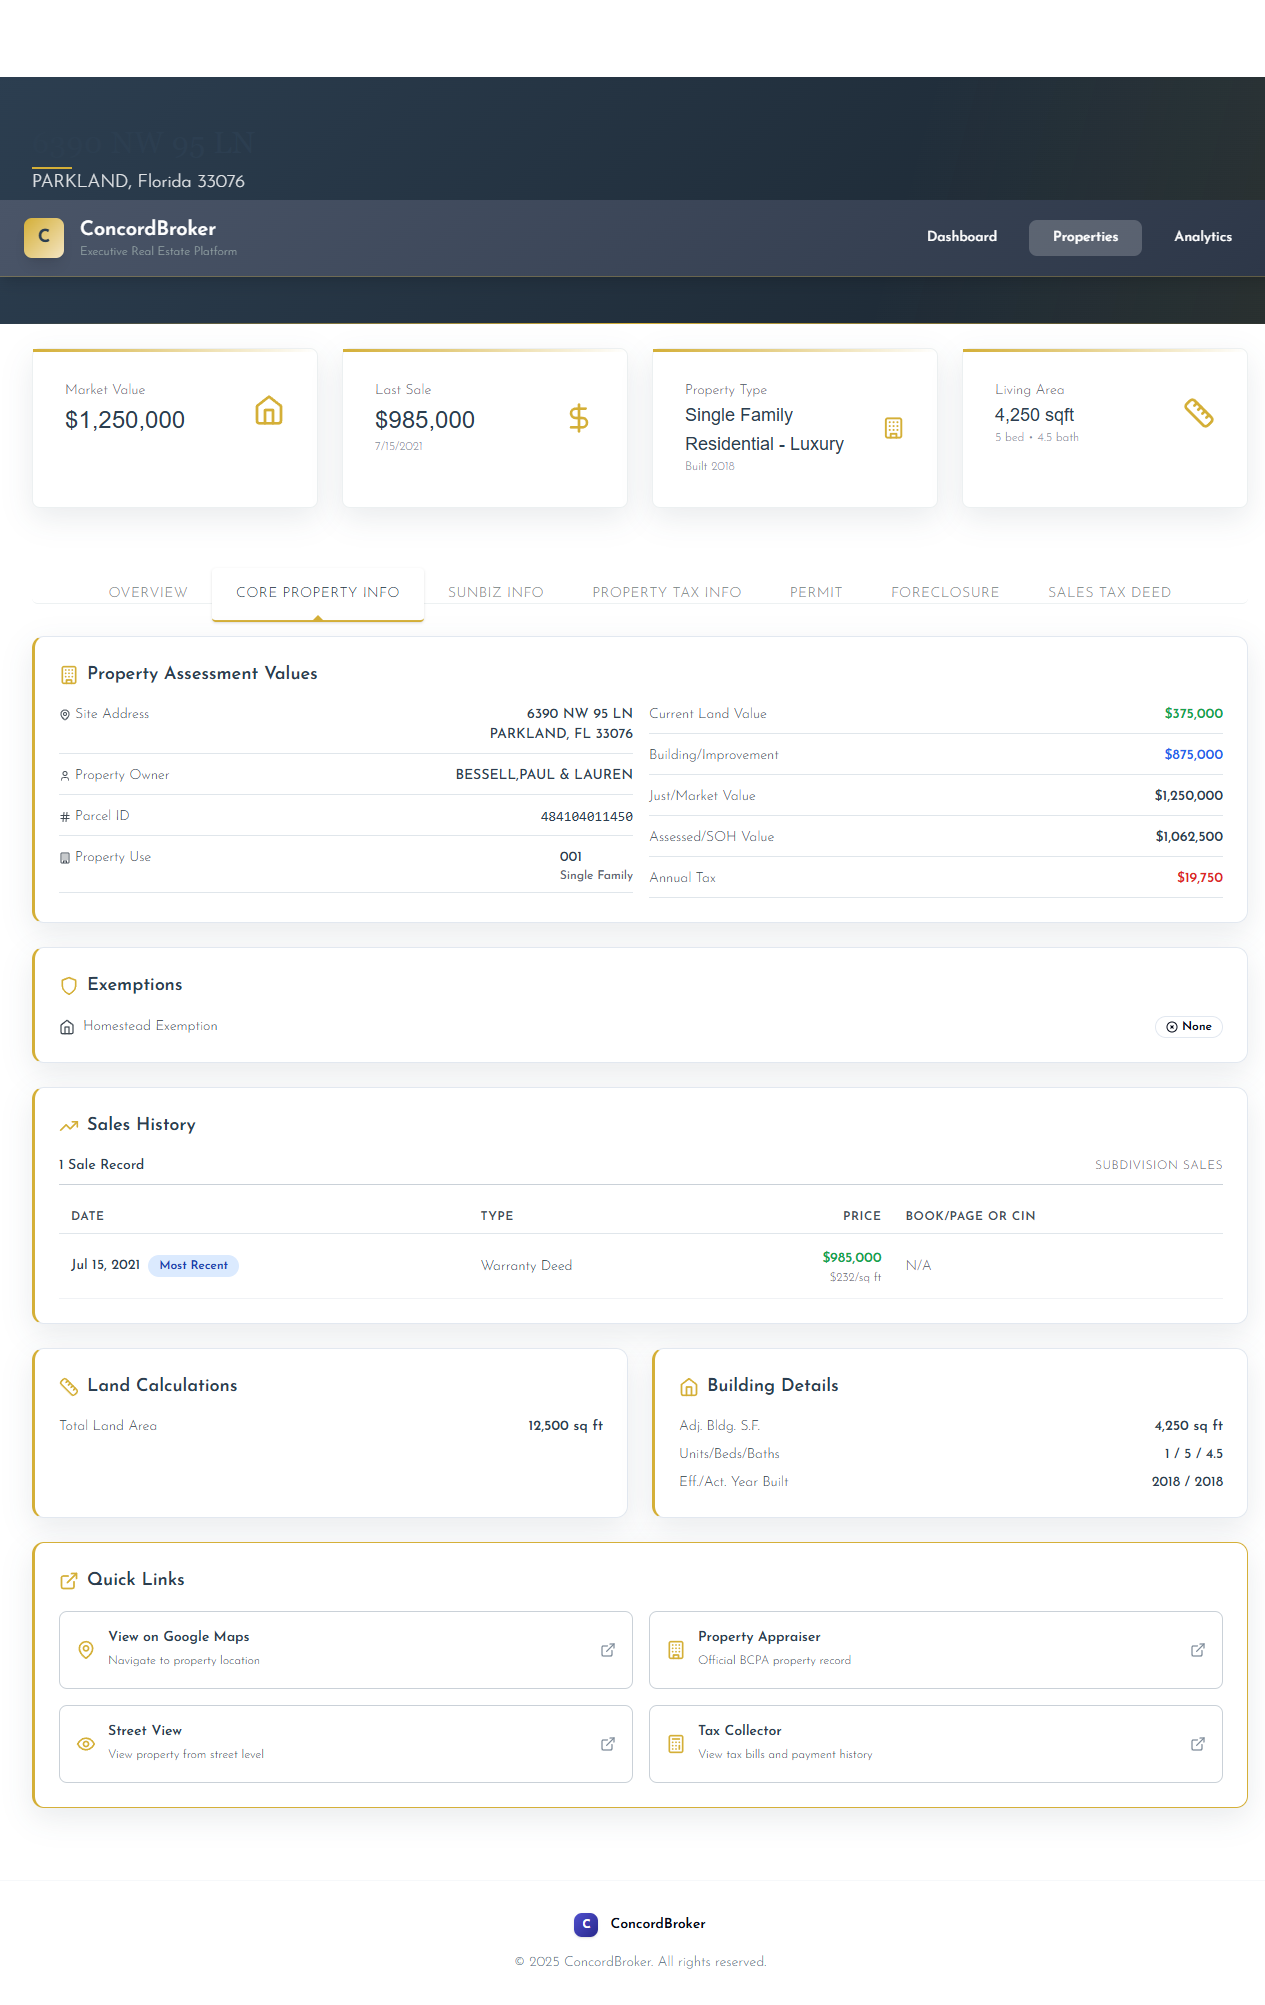 6390 NW 95 LN
PARKLAND, Florida 33076
C
ConcordBroker
Executive Real Estate Platform
Dashboard
Properties
Analytics
Market Value
$1,250,000
Last Sale
$985,000
7/15/2021
Property Type
Single Family
Residential - Luxury
Built 2018
Living Area
4,250 sqft
5 bed • 4.5 bath
OVERVIEW
CORE PROPERTY INFO
SUNBIZ INFO
PROPERTY TAX INFO
PERMIT
FORECLOSURE
SALES TAX DEED
Property Assessment Values
Site Address
6390 NW 95 LN
PARKLAND, FL 33076
Property Owner
BESSELL,PAUL & LAUREN
Parcel ID
484104011450
Property Use
001
Single Family
Current Land Value
$375,000
Building/Improvement
$875,000
Just/Market Value
$1,250,000
Assessed/SOH Value
$1,062,500
Annual Tax
$19,750
Exemptions
Homestead Exemption
None
Sales History
1 Sale Record
SUBDIVISION SALES
DATE
TYPE
PRICE
BOOK/PAGE OR CIN
Jul 15, 2021
Most Recent
Warranty Deed
$985,000
$232/sq ft
N/A
Land Calculations
Total Land Area
12,500 sq ft
Building Details
Adj. Bldg. S.F.
4,250 sq ft
Units/Beds/Baths
1 / 5 / 4.5
Eff./Act. Year Built
2018 / 2018
Quick Links
View on Google Maps
Navigate to property location
Property Appraiser
Official BCPA property record
Street View
View property from street level
Tax Collector
View tax bills and payment history
C
ConcordBroker
© 2025 ConcordBroker. All rights reserved.